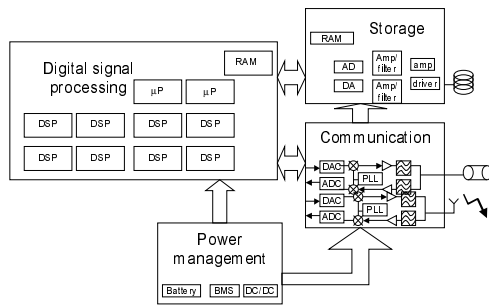 Digital signal
processing
RAM
μP μP
DSP DSP DSP DSP
DSP DSP DSP DSP
Storage
RAM
AD
DA
Amp/
filter
Amp/
filter
amp
driver
Communication
DAC
ADC
PLL
DAC
ADC
PLL
Power
management
Battery BMS DC/DC